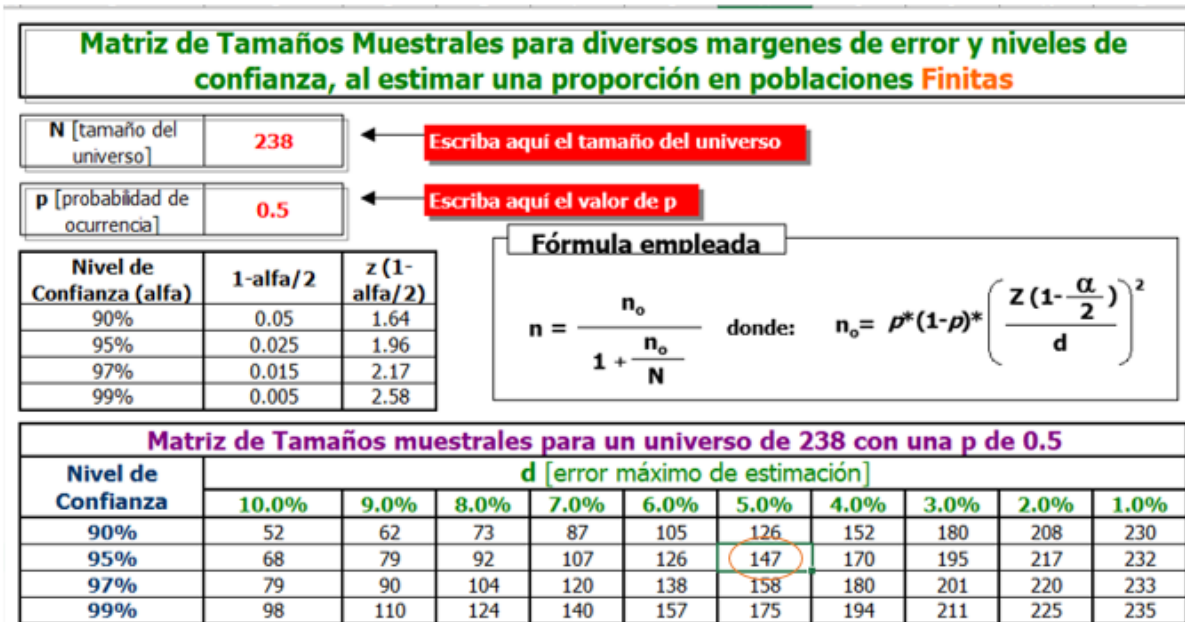 Matriz de Tamaños Muestrales para diversos margenes de error y niveles de
confianza, al estimar una proporción en poblaciones Finitas
N [tamaño del
universo]
238
Escriba aquí el tamaño del universo
p [probabilidad de
ocurrencia]
0.5
Escriba aquí el valor de p
Nivel de
Confianza (alfa)
1-alfa/2
z (1-
alfa/2)
90% 0.05 1.64
95% 0.025 1.96
97% 0.015 2.17
99% 0.005 2.58
Fórmula empleada
n = nₒ / (1 + nₒ/N) donde: nₒ= p*(1-p)* (Z (1- α/2) / d)²
Matriz de Tamaños muestrales para un universo de 238 con una p de 0.5
Nivel de
Confianza
d [error máximo de estimación]
10.0% 9.0% 8.0% 7.0% 6.0% 5.0% 4.0% 3.0% 2.0% 1.0%
90% 52 62 73 87 105 126 152 180 208 230
95% 68 79 92 107 126 147 170 195 217 232
97% 79 90 104 120 138 158 180 201 220 233
99% 98 110 124 140 157 175 194 211 225 235